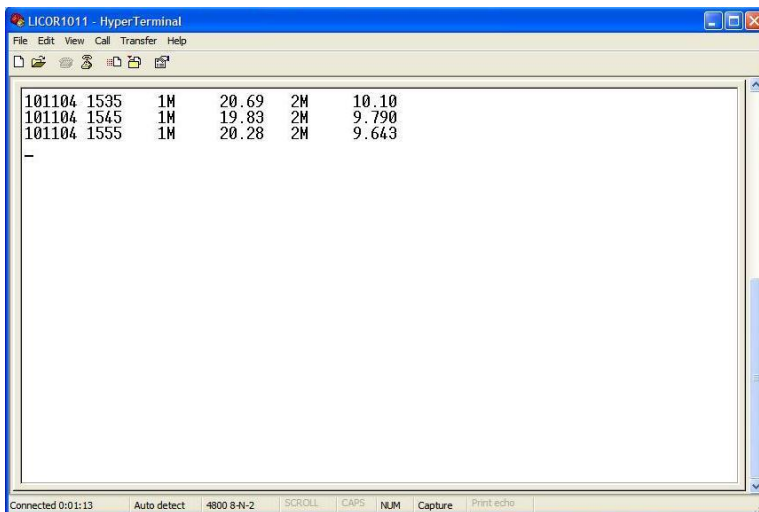 LICOR1011 - HyperTerminal
File Edit View Call Transfer Help
101104 1535 1M 20.69 2M 10.10
101104 1545 1M 19.83 2M 9.790
101104 1555 1M 20.28 2M 9.643
Connected 0:01:13 Auto detect 4800 8-N-2 SCROLL CAPS NUM Capture Print echo